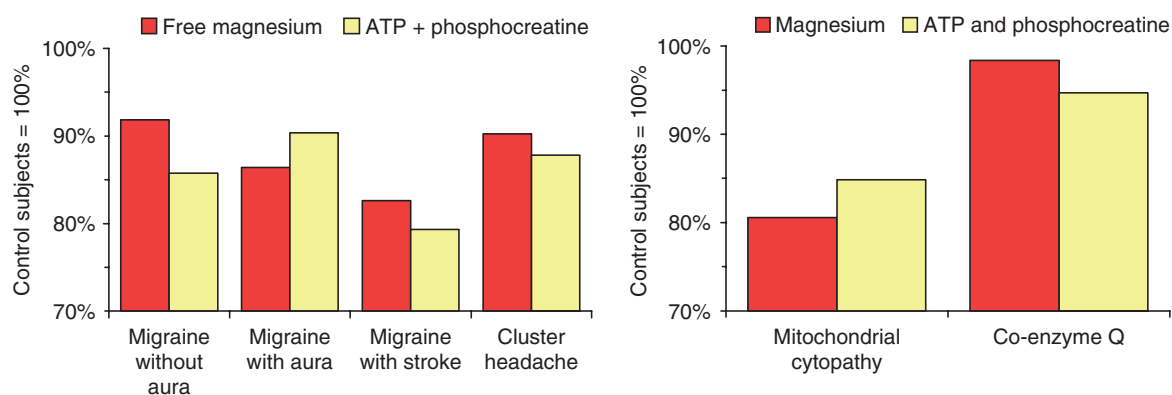 Free magnesium ATP + phosphocreatine
Control subjects = 100%
100%
90%
80%
70%
Migraine without aura
Migraine with aura
Migraine with stroke
Cluster headache
Magnesium ATP and phosphocreatine
Control subjects = 100%
100%
90%
80%
70%
Mitochondrial cytopathy
Co-enzyme Q